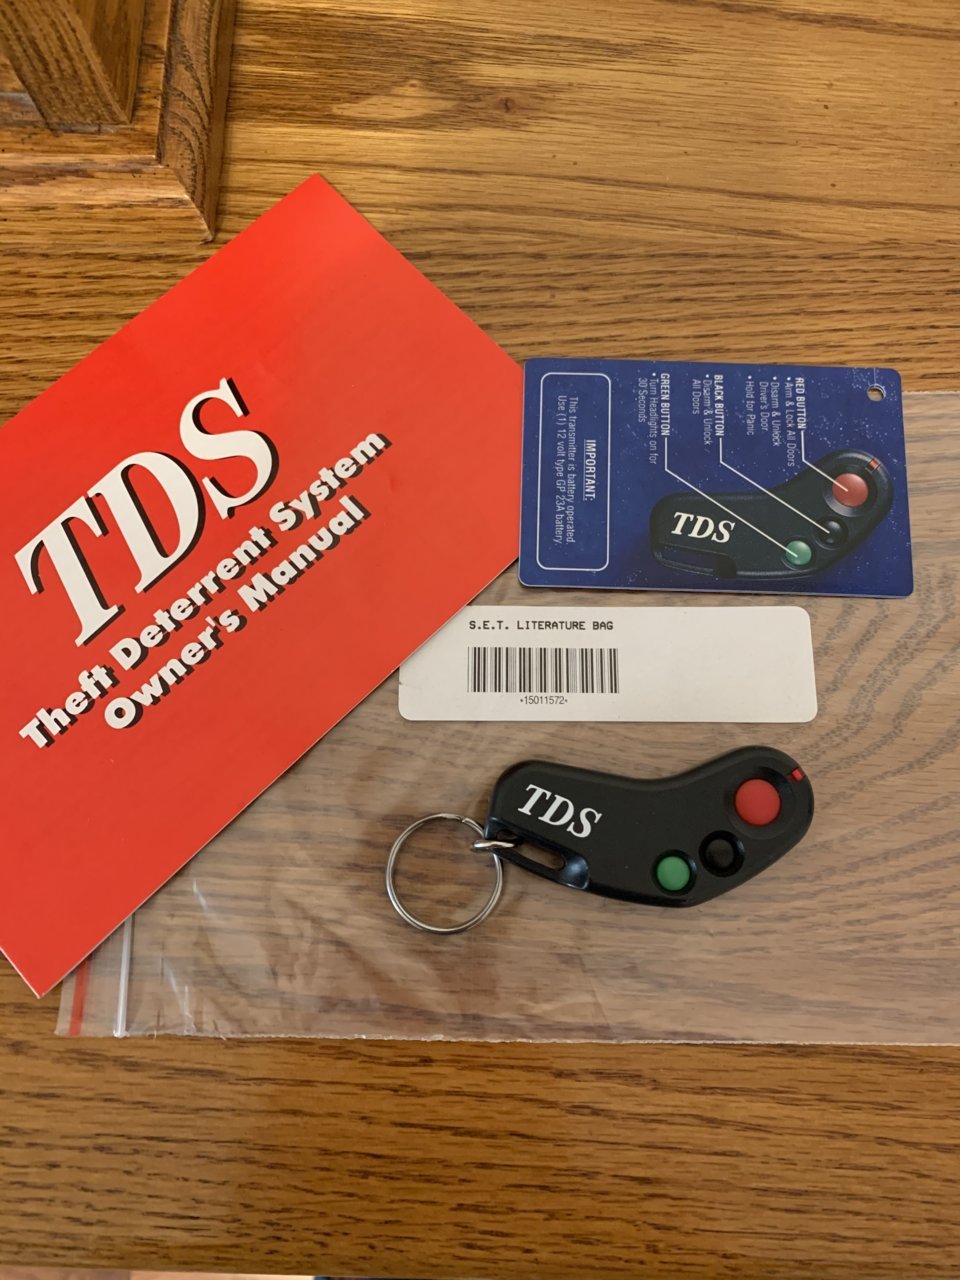 TDS
Theft Deterrent System
Owner's Manual
RED BUTTON
• Arm & Lock All Doors
• Disarm & Unlock
Driver's Door
• Hold for Panic
BLACK BUTTON
• Disarm & Unlock
All Doors
GREEN BUTTON
• Turn Headlights on for
30 Seconds
TDS
IMPORTANT:
This transmitter is battery operated.
Use (1) 12 volt type GP 23A battery.
S.E.T. LITERATURE BAG
*15011572*
TDS